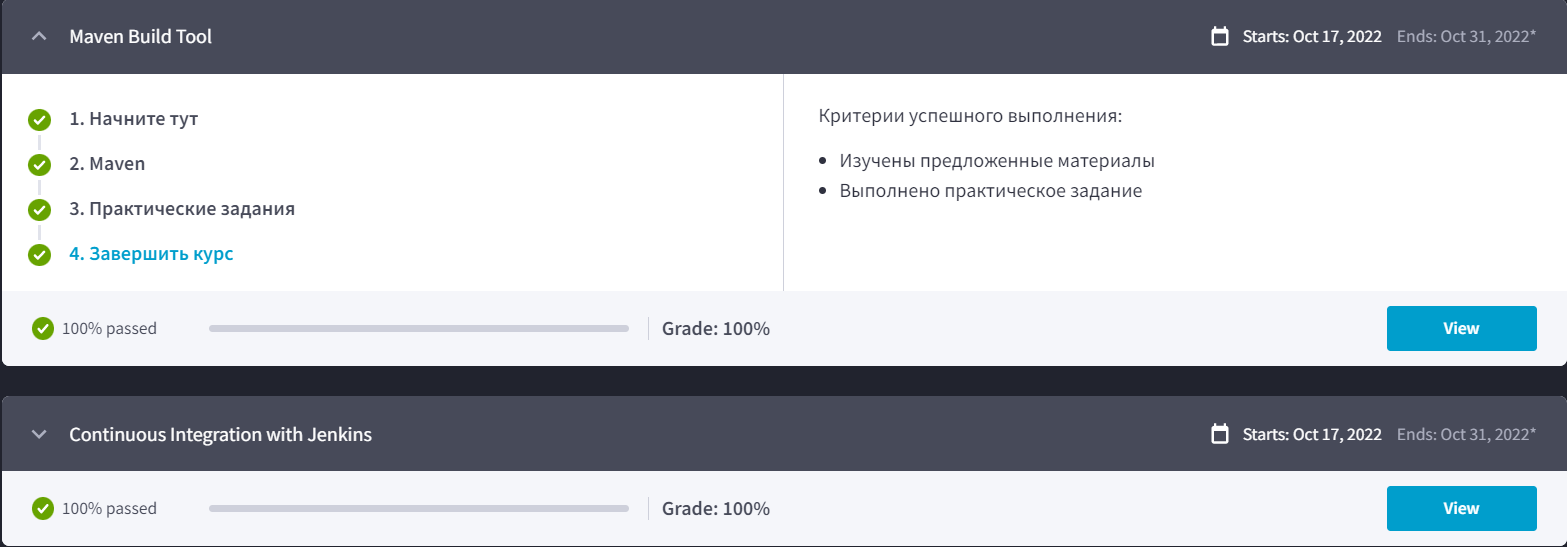 Maven Build Tool
Starts: Oct 17, 2022 Ends: Oct 31, 2022*
1. Начните тут
2. Maven
3. Практические задания
4. Завершить курс
Критерии успешного выполнения:
Изучены предложенные материалы
Выполнено практическое задание
100% passed
Grade: 100%
View
Continuous Integration with Jenkins
Starts: Oct 17, 2022 Ends: Oct 31, 2022*
100% passed
Grade: 100%
View